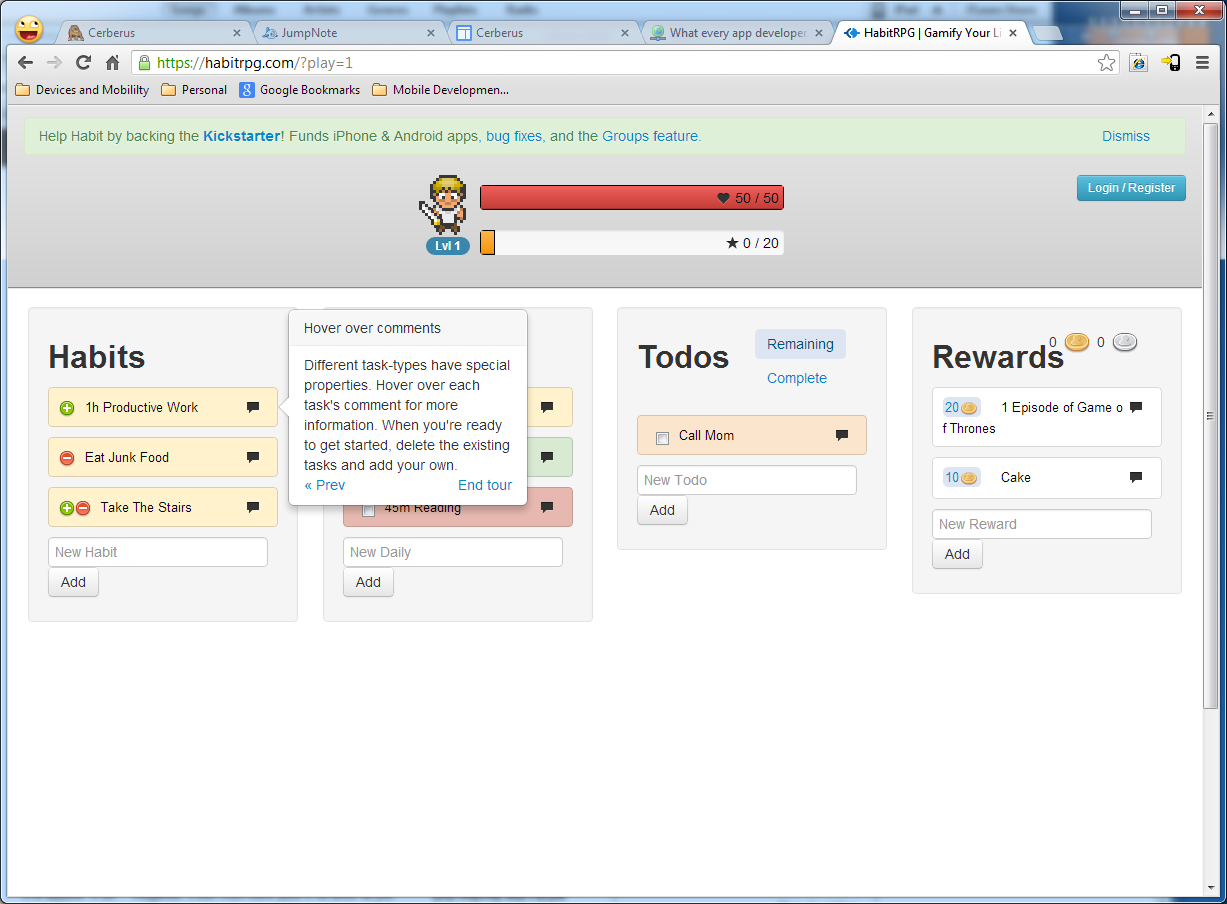 Cerberus
JumpNote
Cerberus
What every app developer
HabitRPG | Gamify Your Li
https://habitrpg.com/?play=1
Devices and Mobililty
Personal
Google Bookmarks
Mobile Developmen...
Help Habit by backing the Kickstarter! Funds iPhone & Android apps, bug fixes, and the Groups feature.
Dismiss
Login / Register
50 / 50
Lvl 1
0 / 20
Habits
1h Productive Work
Eat Junk Food
Take The Stairs
New Habit
Add
Hover over comments
Different task-types have special
properties. Hover over each
task's comment for more
information. When you're ready
to get started, delete the existing
tasks and add your own.
« Prev
End tour
45m Reading
New Daily
Add
Todos
Remaining
Complete
Call Mom
New Todo
Add
Rewards
0
0
20
1 Episode of Game o
f Thrones
10
Cake
New Reward
Add